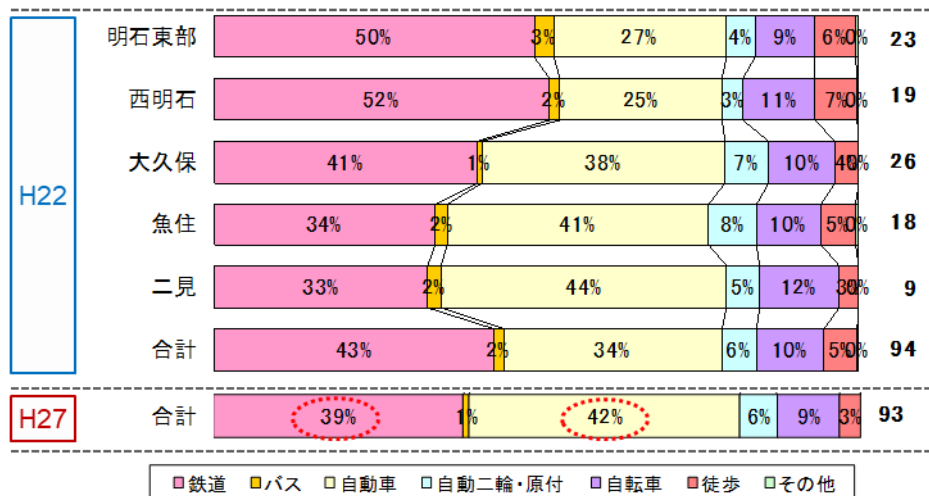 H22
明石東部 50% 3% 27% 4% 9% 6% 0% 23
西明石 52% 2% 25% 3% 11% 7% 0% 19
大久保 41% 1% 38% 7% 10% 4% 0% 26
魚住 34% 2% 41% 8% 10% 5% 0% 18
二見 33% 2% 44% 5% 12% 3% 0% 9
合計 43% 2% 34% 6% 10% 5% 0% 94
H27 合計 39% 1% 42% 6% 9% 3% 93
鉄道 バス 自動車 自動二輪・原付 自転車 徒歩 その他